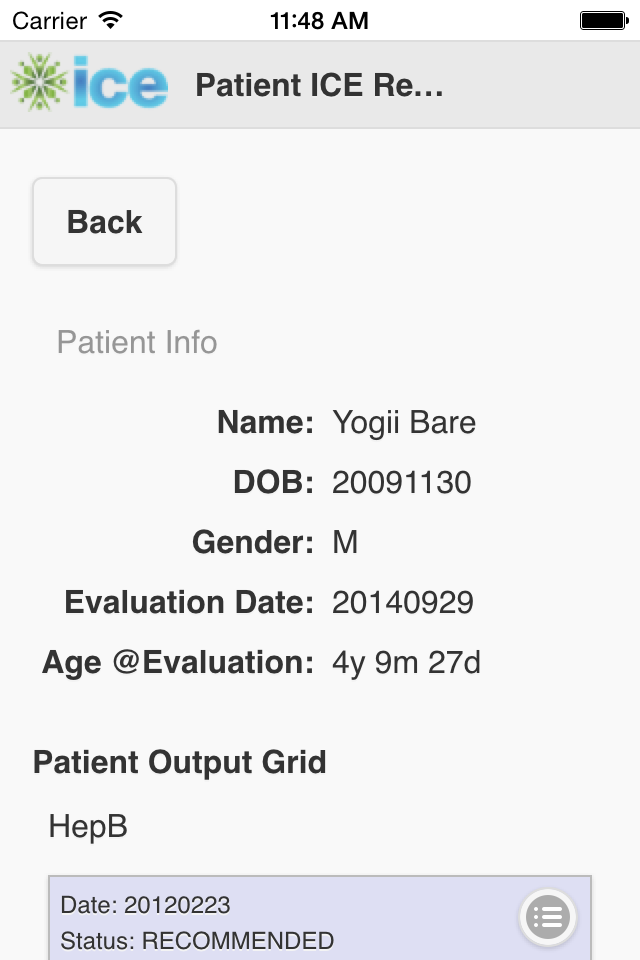 Carrier 11:48 AM
ice Patient ICE Re...
Back
Patient Info
Name: Yogii Bare
DOB: 20091130
Gender: M
Evaluation Date: 20140929
Age @Evaluation: 4y 9m 27d
Patient Output Grid
HepB
Date: 20120223
Status: RECOMMENDED